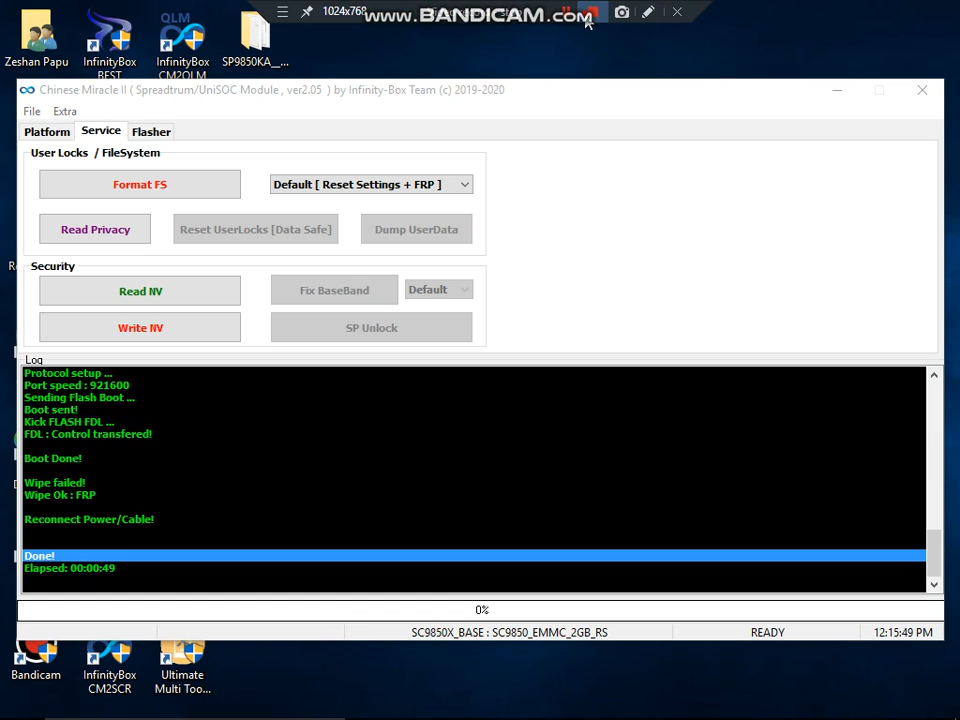 1024x768
www.BANDICAM.com
Zeshan Papu
InfinityBox
BEST
QLM
InfinityBox
CM2QLM
SP9850KA__...
Chinese Miracle II ( Spreadtrum/UniSOC Module , ver2.05 ) by Infinity-Box Team (c) 2019-2020
File Extra
Platform Service Flasher
User Locks / FileSystem
Format FS
Default [ Reset Settings + FRP ]
Read Privacy
Reset UserLocks [Data Safe]
Dump UserData
Security
Read NV
Fix BaseBand
Default
Write NV
SP Unlock
Log
Protocol setup ...
Port speed : 921600
Sending Flash Boot ...
Boot sent!
Kick FLASH FDL ...
FDL : Control transfered!
Boot Done!
Wipe failed!
Wipe Ok : FRP
Reconnect Power/Cable!
Done!
Elapsed: 00:00:49
0%
SC9850X_BASE : SC9850_EMMC_2GB_RS
READY
12:15:49 PM
Bandicam
InfinityBox
CM2SCR
Ultimate
Multi Too...